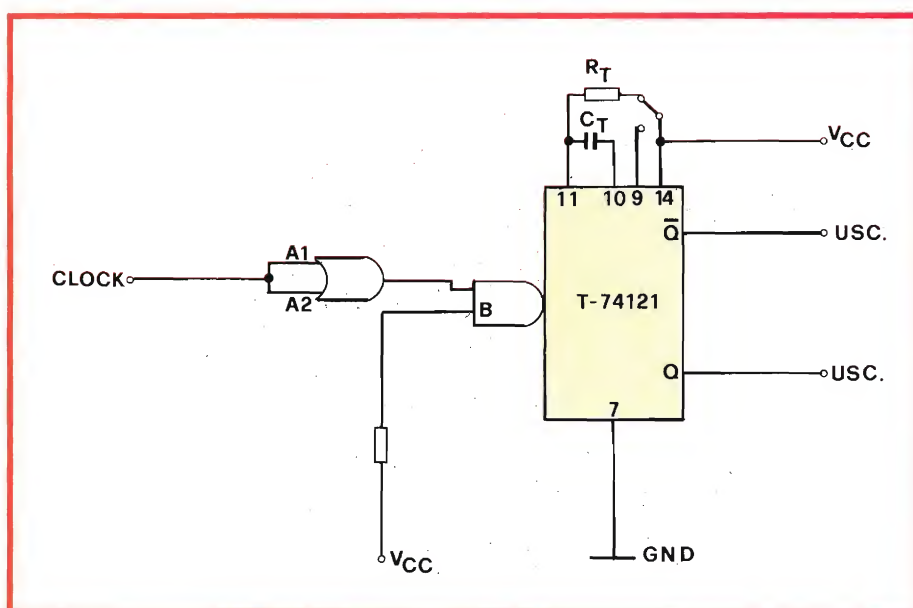 RT
CT
VCC
11 10 9 14
Q
USC.
A1
CLOCK
A2
T-74121
B
Q
USC.
7
GND
VCC